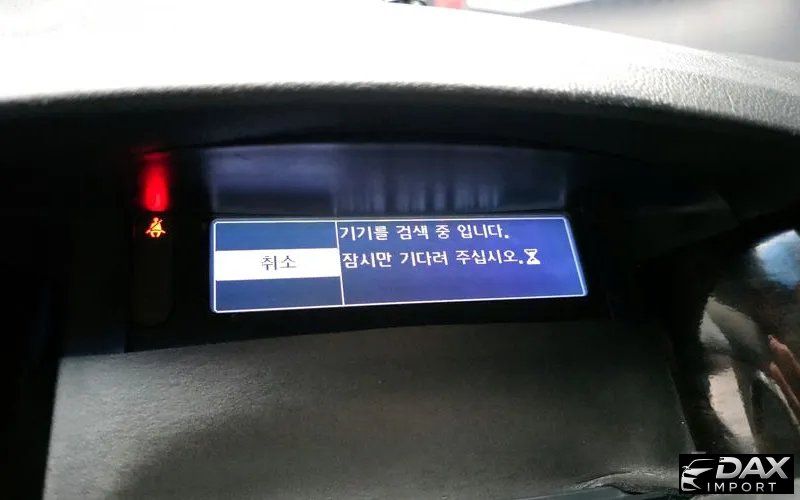 기기를 검색 중 입니다.
취소
잠시만 기다려 주십시오.
DAX
IMPORT